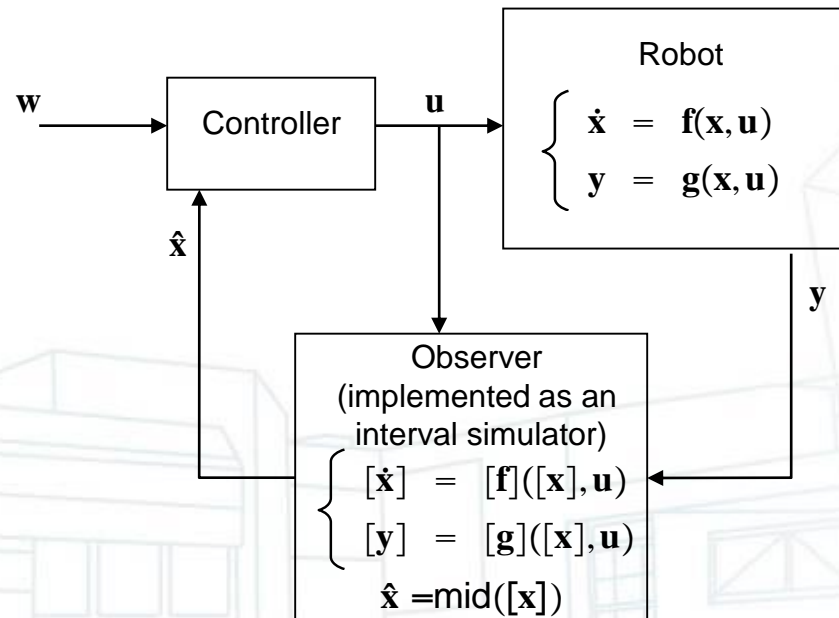 Robot
w
Controller
u
ẋ = f(x, u)
y = g(x, u)
x̂
y
Observer
(implemented as an
interval simulator)
[ẋ] = [f]([x], u)
[y] = [g]([x], u)
x̂ =mid([x])